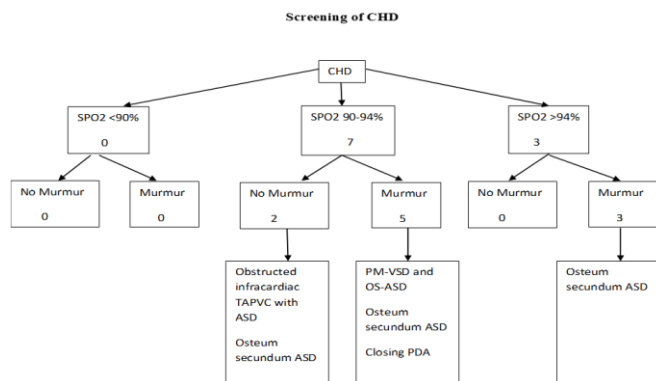 Screening of CHD
CHD
SPO2 <90%
0
SPO2 90-94%
7
SPO2 >94%
3
No Murmur
0
Murmur
0
No Murmur
2
Murmur
5
No Murmur
0
Murmur
3
Obstructed
infracardiac
TAPVC with
ASD
Osteum
secundum ASD
PM-VSD and
OS-ASD
Osteum
secundum ASD
Closing PDA
Osteum
secundum ASD